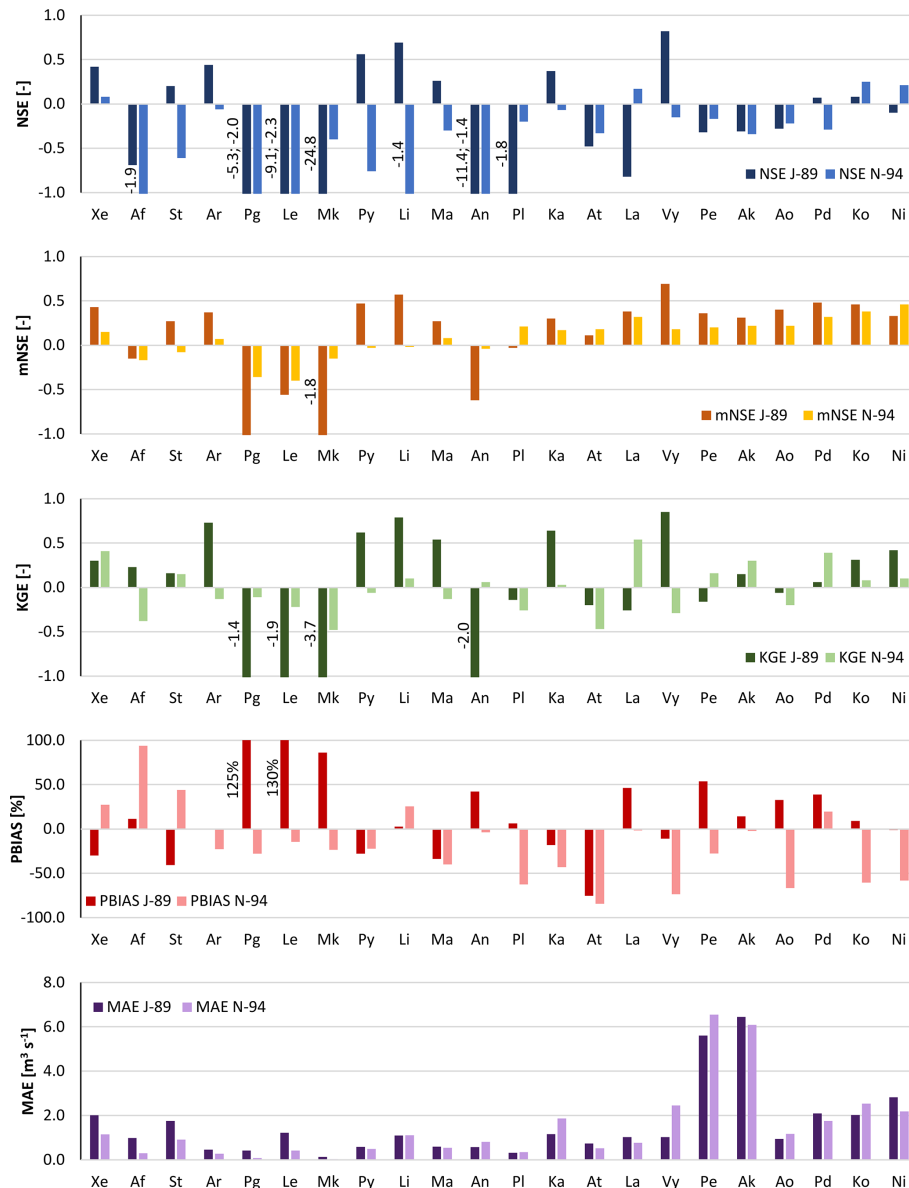 1.0
0.5
0.0
-0.5
-1.0
NSE [-]
-1.9
-5.3; -2.0
-9.1; -2.3
-24.8
-1.4
-11.4; -1.4
-1.8
NSE J-89 NSE N-94
Xe Af St Ar Pg Le Mk Py Li Ma An Pl Ka At La Vy Pe Ak Ao Pd Ko Ni
1.0
0.5
0.0
-0.5
-1.0
mNSE [-]
-1.8
mNSE J-89 mNSE N-94
Xe Af St Ar Pg Le Mk Py Li Ma An Pl Ka At La Vy Pe Ak Ao Pd Ko Ni
1.0
0.5
0.0
-0.5
-1.0
KGE [-]
-1.4
-1.9
-3.7
-2.0
KGE J-89 KGE N-94
Xe Af St Ar Pg Le Mk Py Li Ma An Pl Ka At La Vy Pe Ak Ao Pd Ko Ni
100.0
50.0
0.0
-50.0
-100.0
PBIAS [%]
125%
130%
PBIAS J-89 PBIAS N-94
Xe Af St Ar Pg Le Mk Py Li Ma An Pl Ka At La Vy Pe Ak Ao Pd Ko Ni
8.0
6.0
4.0
2.0
0.0
MAE [m³ s⁻¹]
MAE J-89 MAE N-94
Xe Af St Ar Pg Le Mk Py Li Ma An Pl Ka At La Vy Pe Ak Ao Pd Ko Ni